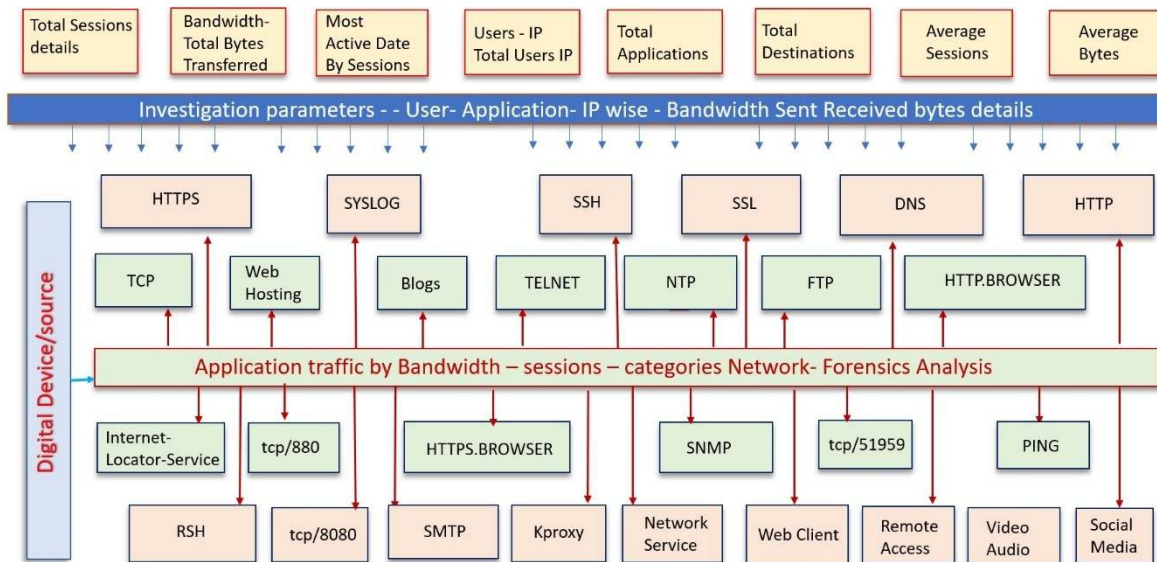 Total Sessions
details
Bandwidth-
Total Bytes
Transferred
Most
Active Date
By Sessions
Users - IP
Total Users IP
Total
Applications
Total
Destinations
Average
Sessions
Average
Bytes
Investigation parameters - - User- Application- IP wise - Bandwidth Sent Received bytes details
HTTPS
SYSLOG
SSH
SSL
DNS
HTTP
TCP
Web
Hosting
Blogs
TELNET
NTP
FTP
HTTP.BROWSER
Digital Device/source
Application traffic by Bandwidth – sessions – categories Network- Forensics Analysis
Internet-
Locator-Service
tcp/880
HTTPS.BROWSER
SNMP
tcp/51959
PING
RSH
tcp/8080
SMTP
Kproxy
Network
Service
Web Client
Remote
Access
Video
Audio
Social
Media